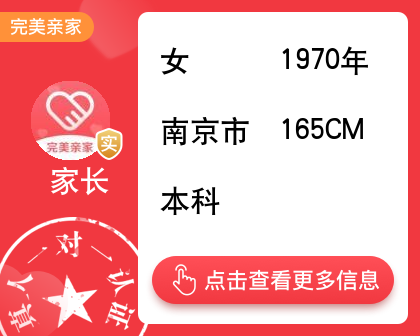 完美亲家
女 1970年
完美亲家
实
南京市 165CM
家长
本科
真人一对一认证
点击查看更多信息